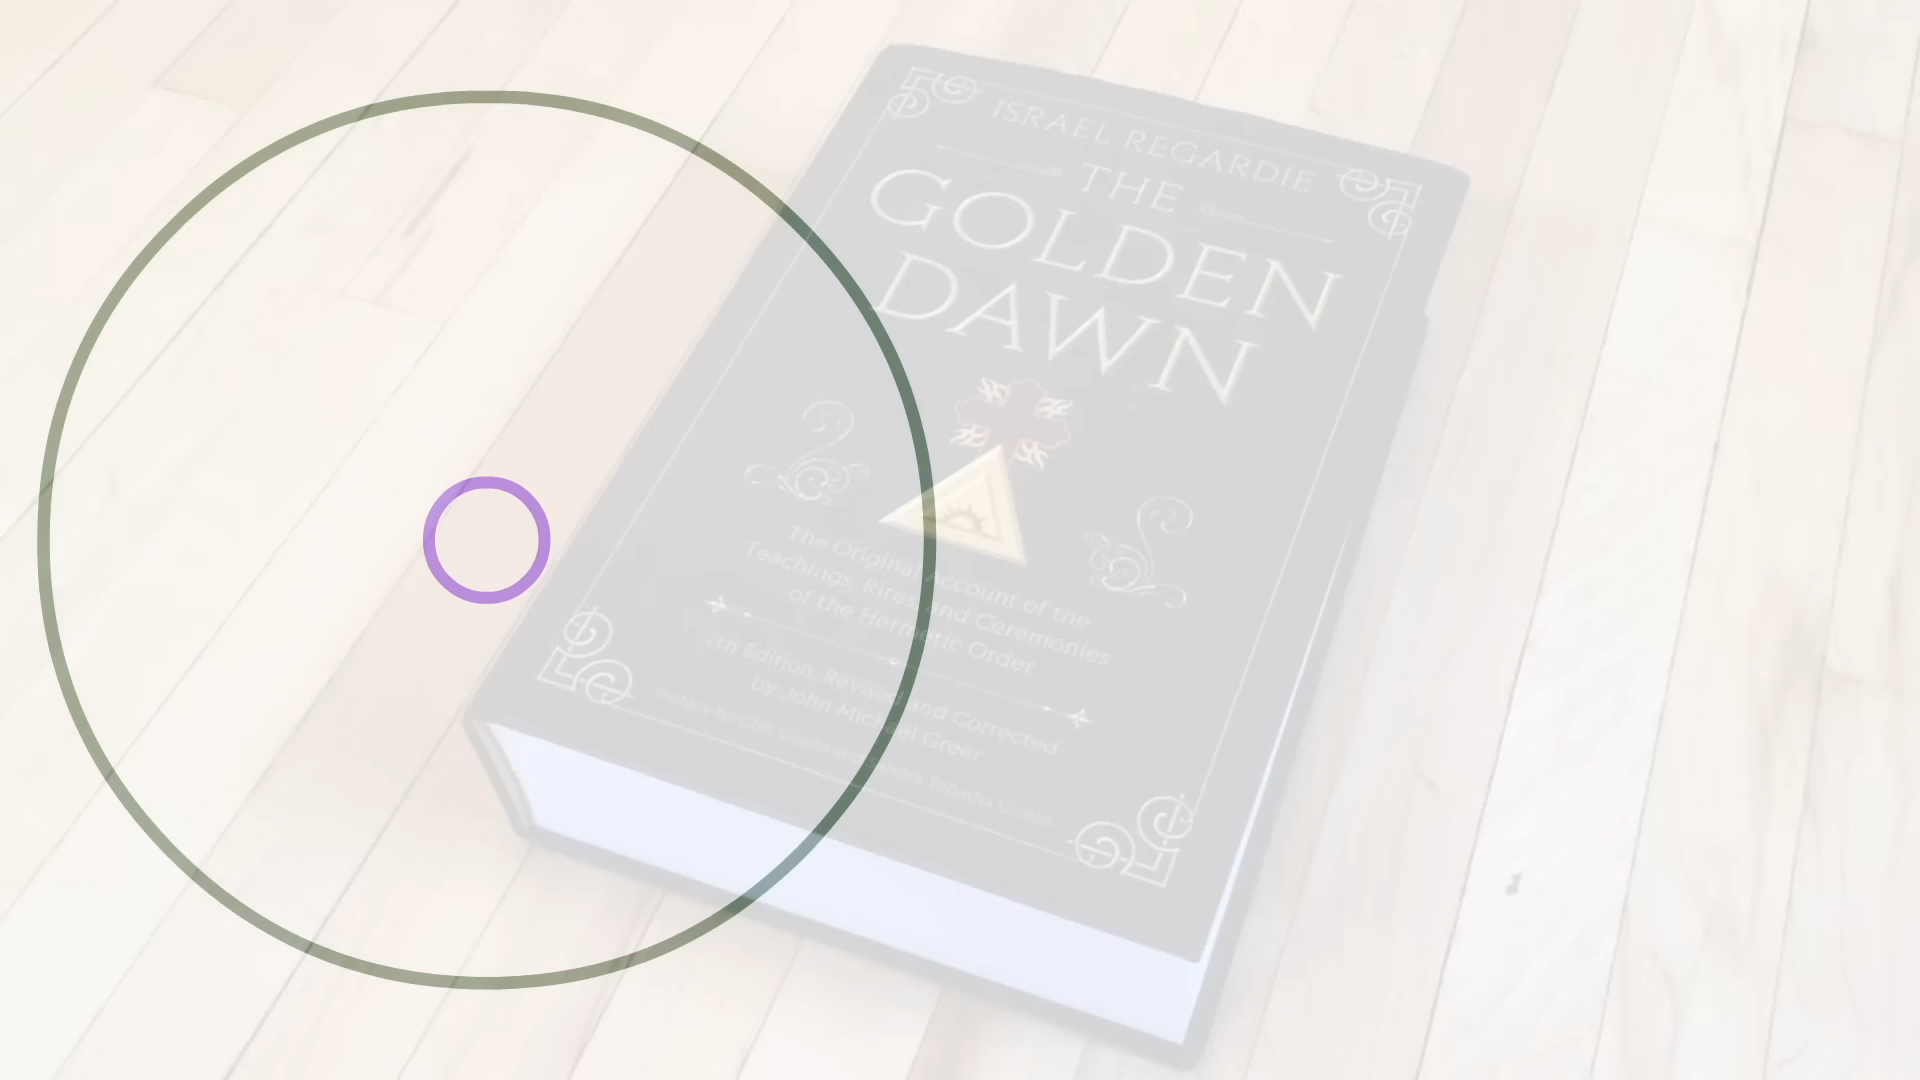 ISRAEL REGARDIE
THE
GOLDEN
DAWN
The Original Account of the
Teachings, Rites, and Ceremonies
of the Hermetic Order
7th Edition, Revised and Corrected
by John Michael Greer